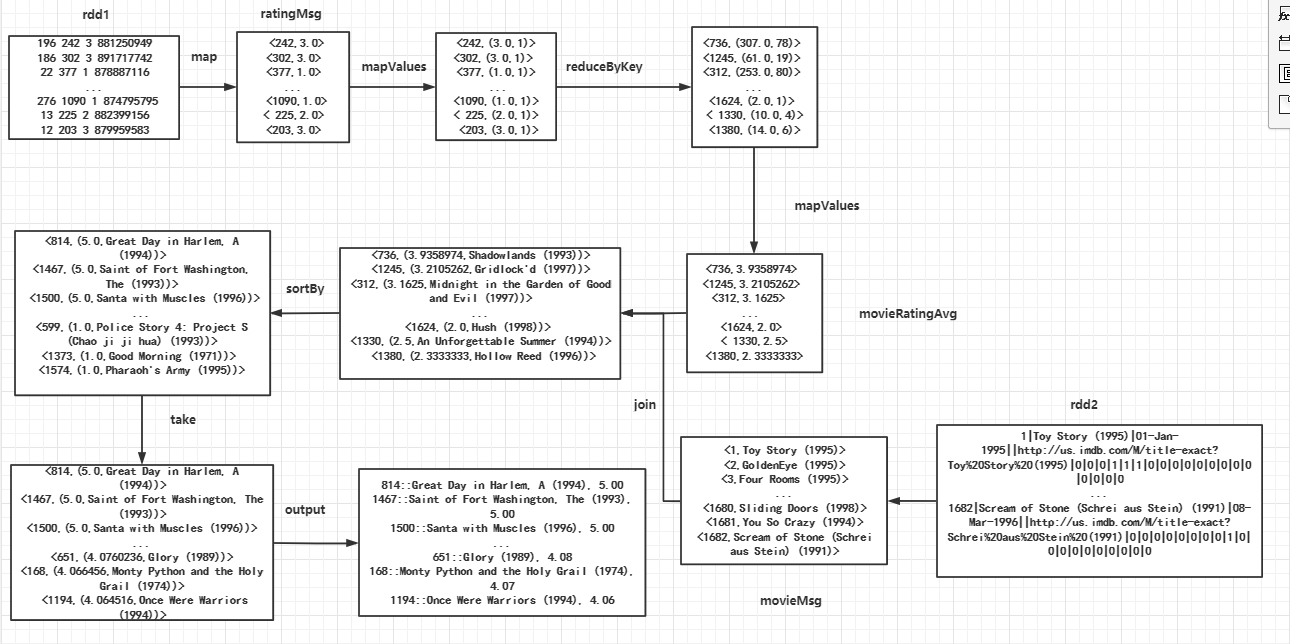 rdd1
196 242 3 881250949
186 302 3 891717742
22 377 1 878887116
...
276 1090 1 874795795
13 225 2 882399156
12 203 3 879959583
map
ratingMsg
<242, 3.0>
<302, 3.0>
<377, 1.0>
...
<1090, 1.0>
< 225, 2.0>
<203, 3.0>
mapValues
<242, (3.0, 1)>
<302, (3.0, 1)>
<377, (1.0, 1)>
...
<1090, (1.0, 1)>
< 225, (2.0, 1)>
<203, (3.0, 1)>
reduceByKey
<736, (307.0, 78)>
<1245, (61.0, 19)>
<312, (253.0, 80)>
...
<1624, (2.0, 1)>
< 1330, (10.0, 4)>
<1380, (14.0, 6)>
mapValues
<736, 3.9358974>
<1245, 3.2105262>
<312, 3.1625>
...
<1624, 2.0>
< 1330, 2.5>
<1380, 2.3333333>
movieRatingAvg
<736, (3.9358974, Shadowlands (1993))>
<1245, (3.2105262, Gridlock'd (1997))>
<312, (3.1625, Midnight in the Garden of Good
and Evil (1997))>
...
<1624, (2.0, Hush (1998))>
<1330, (2.5, An Unforgettable Summer (1994))>
<1380, (2.3333333, Hollow Reed (1996))>
sortBy
<814, (5.0, Great Day in Harlem, A
(1994))>
<1467, (5.0, Saint of Fort Washington,
The (1993))>
<1500, (5.0, Santa with Muscles (1996))>
...
<599, (1.0, Police Story 4: Project S
(Chao ji ji hua) (1993))>
<1373, (1.0, Good Morning (1971))>
<1574, (1.0, Pharaoh's Army (1995))>
take
join
rdd2
1|Toy Story (1995)|01-Jan-
1995||http://us.imdb.com/M/title-exact?
Toy%20Story%20(1995)|0|0|0|1|1|1|0|0|0|0|0|0|0|0|0
|0|0|0|0
...
1682|Scream of Stone (Schrei aus Stein) (1991)|08-
Mar-1996||http://us.imdb.com/M/title-exact?
Schrei%20aus%20Stein%20(1991)|0|0|0|0|0|0|0|0|1|0|
0|0|0|0|0|0|0|0|0
<1, Toy Story (1995)>
<2, GoldenEye (1995)>
<3, Four Rooms (1995)>
...
<1680, Sliding Doors (1998)>
<1681, You So Crazy (1994)>
<1682, Scream of Stone (Schrei
aus Stein) (1991)>
movieMsg
<814, (5.0, Great Day in Harlem, A
(1994))>
<1467, (5.0, Saint of Fort Washington, The
(1993))>
<1500, (5.0, Santa with Muscles (1996))>
...
<651, (4.0760236, Glory (1989))>
<168, (4.066456, Monty Python and the Holy
Grail (1974))>
<1194, (4.064516, Once Were Warriors
(1994))>
output
814::Great Day in Harlem, A (1994), 5.00
1467::Saint of Fort Washington, The (1993),
5.00
1500::Santa with Muscles (1996), 5.00
...
651::Glory (1989), 4.08
168::Monty Python and the Holy Grail (1974),
4.07
1194::Once Were Warriors (1994), 4.06